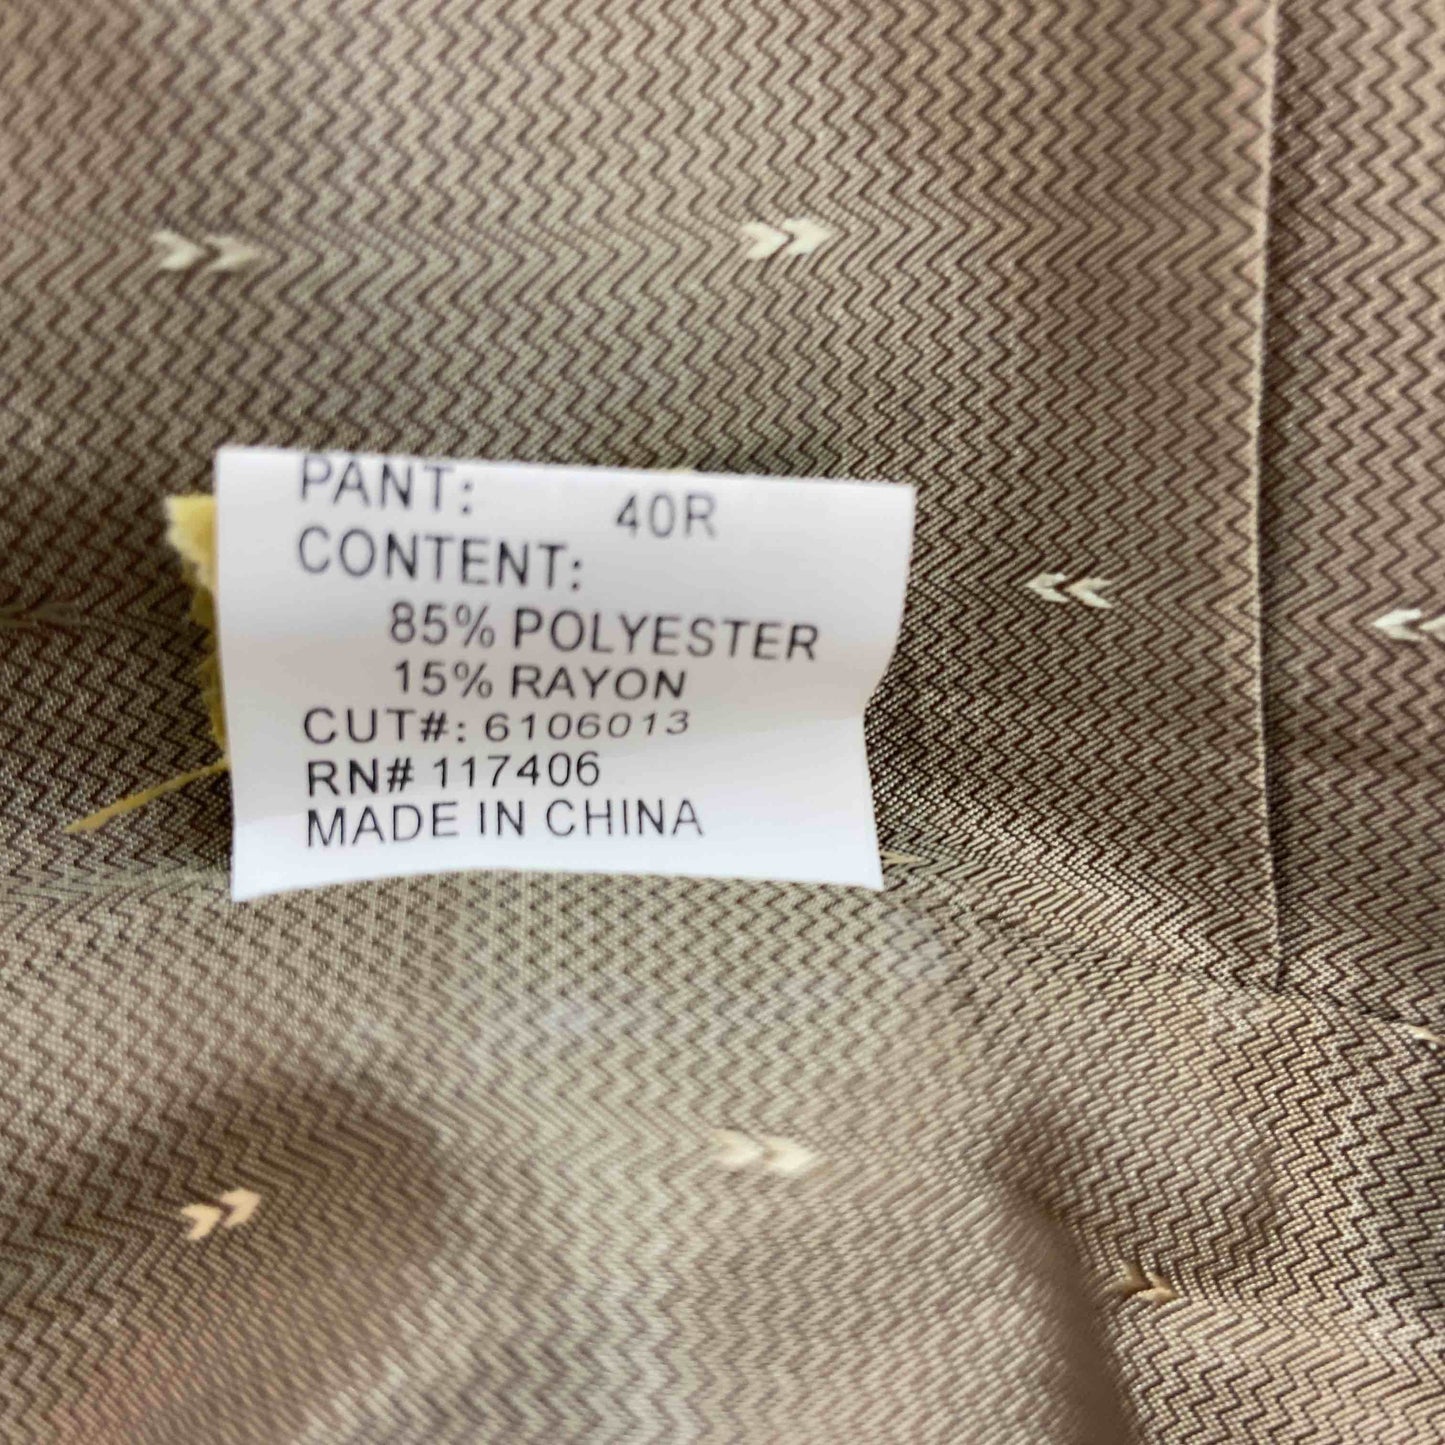 PANT: 40R
CONTENT:
85% POLYESTER
15% RAYON
CUT#: 6106013
RN# 117406
MADE IN CHINA